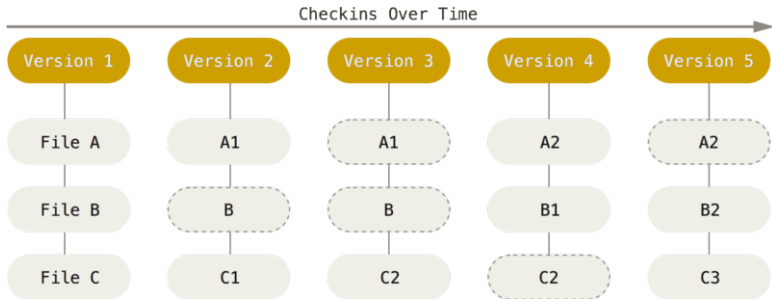 Checkins Over Time
Version 1 Version 2 Version 3 Version 4 Version 5
File A A1 A1 A2 A2
File B B B B1 B2
File C C1 C2 C2 C3